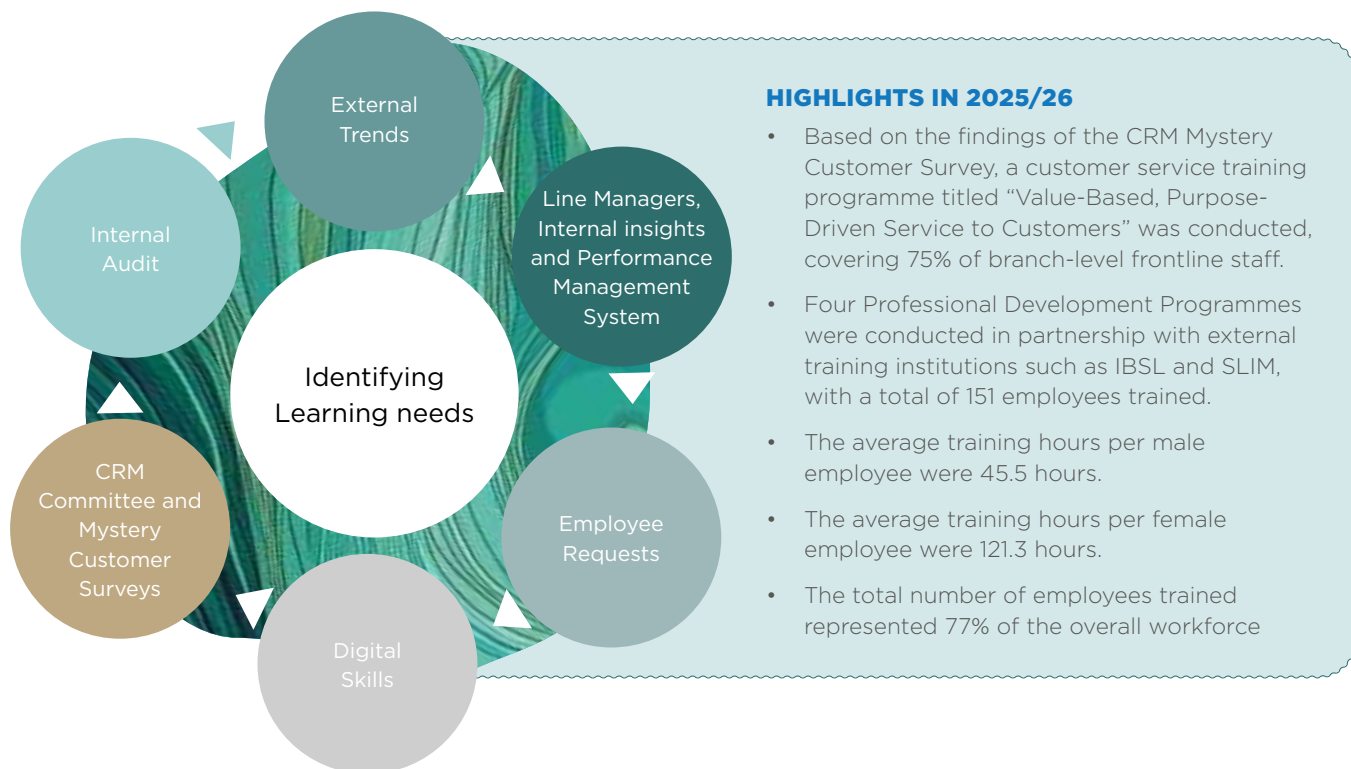 External
Trends
Line Managers,
Internal insights
and Performance
Management
System
Employee
Requests
Digital
Skills
CRM
Committee and
Mystery
Customer
Surveys
Internal
Audit
Identifying
Learning needs
HIGHLIGHTS IN 2025/26
• Based on the findings of the CRM Mystery
Customer Survey, a customer service training
programme titled “Value-Based, Purpose-
Driven Service to Customers” was conducted,
covering 75% of branch-level frontline staff.
• Four Professional Development Programmes
were conducted in partnership with external
training institutions such as IBSL and SLIM,
with a total of 151 employees trained.
• The average training hours per male
employee were 45.5 hours.
• The average training hours per female
employee were 121.3 hours.
• The total number of employees trained
represented 77% of the overall workforce